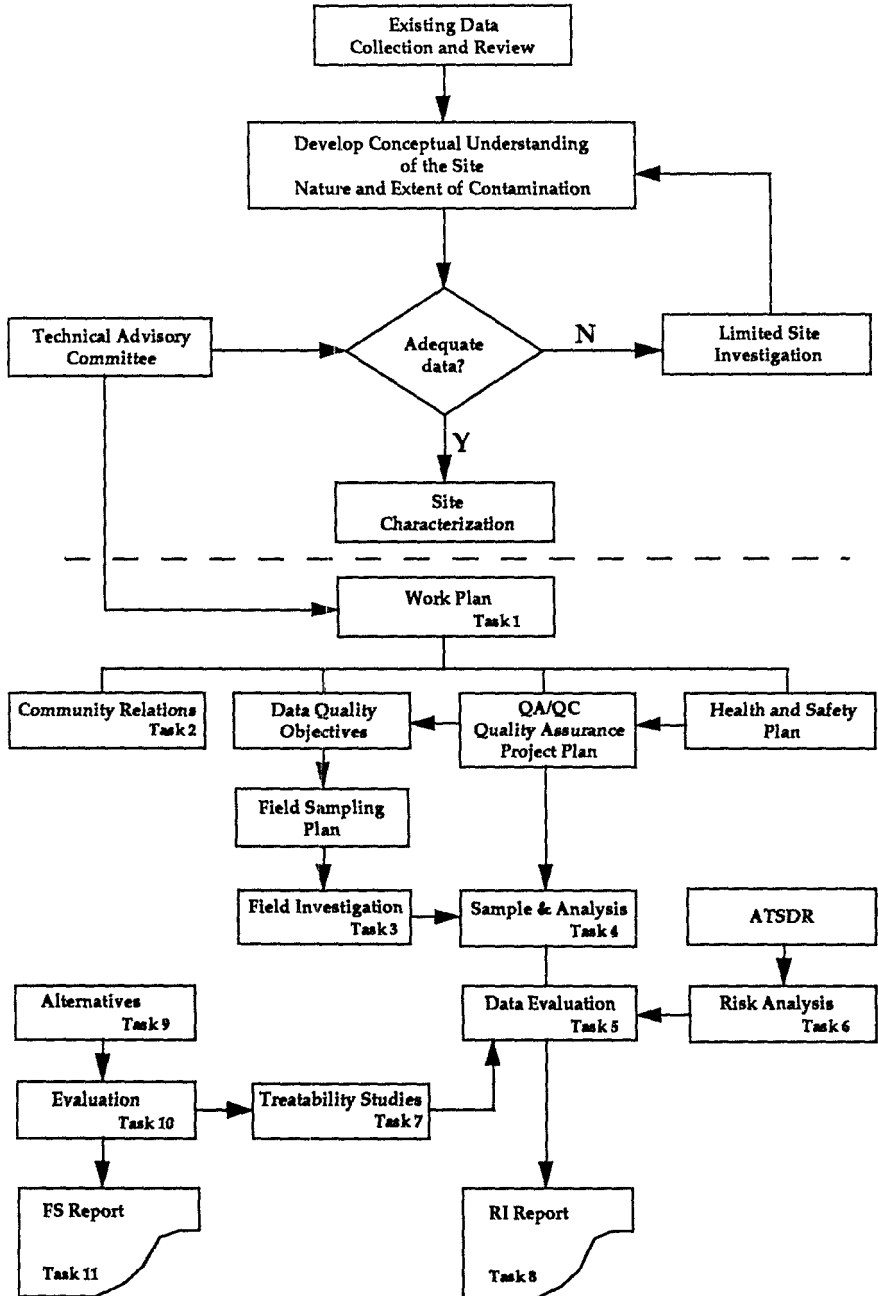 Existing Data
Collection and Review
Develop Conceptual Understanding
of the Site
Nature and Extent of Contamination
Technical Advisory
Committee
Adequate
data?
N
Limited Site
Investigation
Y
Site
Characterization
Work Plan
Task 1
Community Relations
Task 2
Data Quality
Objectives
QA/QC
Quality Assurance
Project Plan
Health and Safety
Plan
Field Sampling
Plan
Field Investigation
Task 3
Sample & Analysis
Task 4
ATSDR
Alternatives
Task 9
Data Evaluation
Task 5
Risk Analysis
Task 6
Evaluation
Task 10
Treatability Studies
Task 7
FS Report
Task 11
RI Report
Task 8